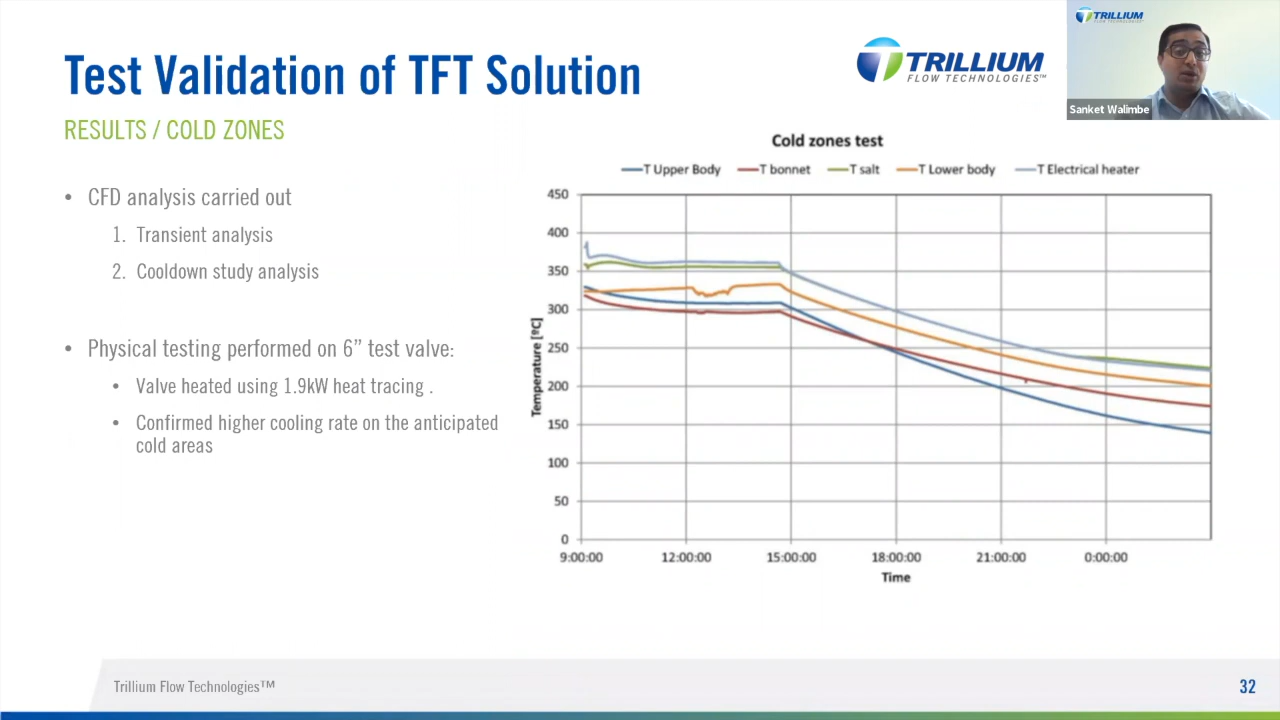 Test Validation of TFT Solution
RESULTS / COLD ZONES
TRILLIUM
FLOW TECHNOLOGIES™
TRILLIUM
FLOW TECHNOLOGIES
Sanket Walimbe
• CFD analysis carried out
1. Transient analysis
2. Cooldown study analysis
• Physical testing performed on 6” test valve:
• Valve heated using 1.9kW heat tracing .
• Confirmed higher cooling rate on the anticipated
cold areas
Cold zones test
T Upper Body T bonnet T salt T Lower body T Electrical heater
Temperature [ºC]
450
400
350
300
250
200
150
100
50
0
9:00:00 12:00:00 15:00:00 18:00:00 21:00:00 0:00:00
Time
Trillium Flow Technologies™
32